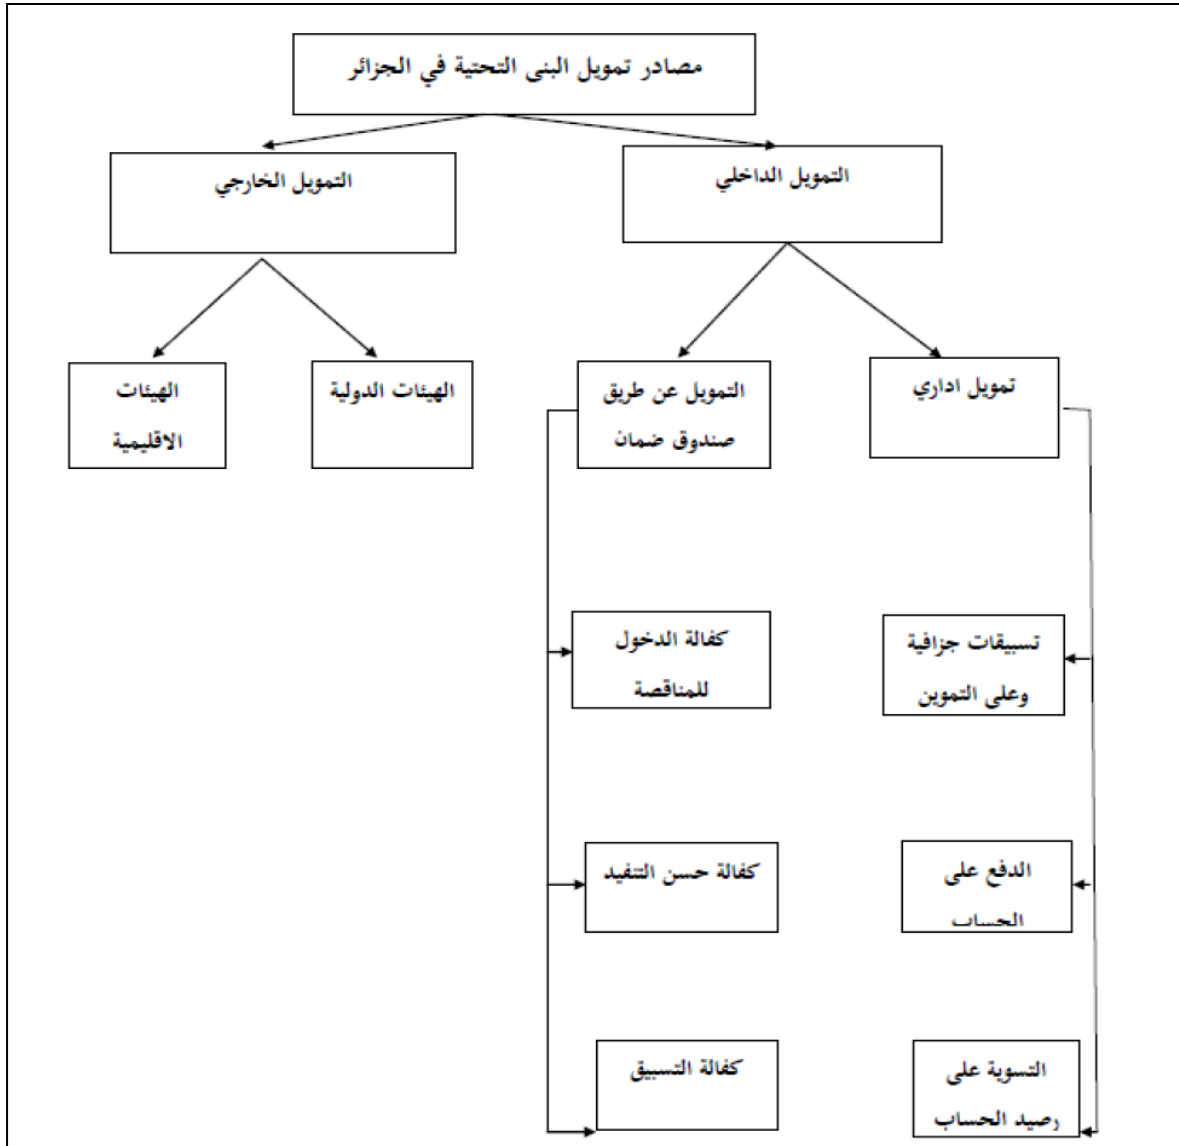 مصادر تمويل البنى التحتية في الجزائر
التمويل الداخلي
التمويل الخارجي
تمويل اداري
التمويل عن طريق
صندوق ضمان
الهيئات الدولية
الهيئات
الاقليمية
تسبيقات جزافية
وعلى التموين
كفالة الدخول
للمناقصة
الدفع على
الحساب
كفالة حسن التنفيد
التسوية على
رصيد الحساب
كفالة التسبيق